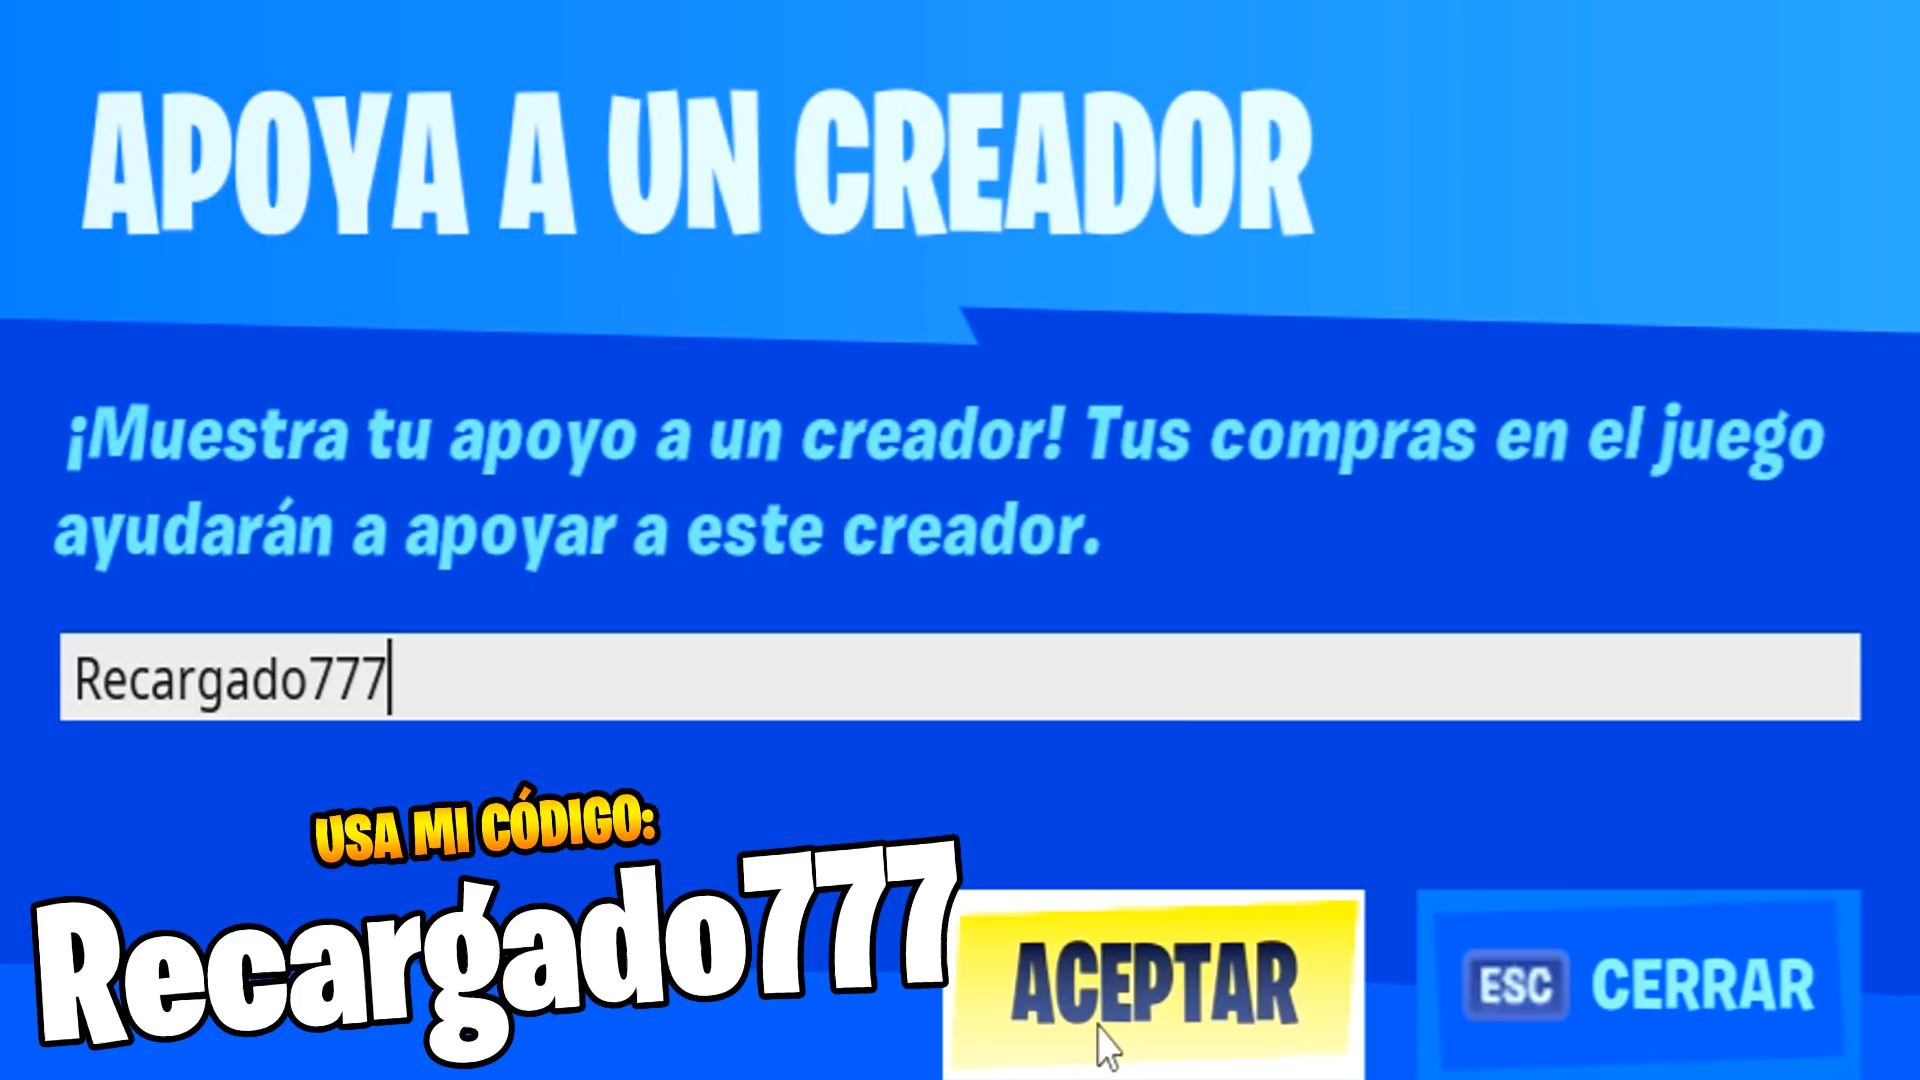 APOYA A UN CREADOR
¡Muestra tu apoyo a un creador! Tus compras en el juego
ayudarán a apoyar a este creador.
Recargado777
USA MI CÓDIGO:
Recargado777
ACEPTAR
ESC CERRAR